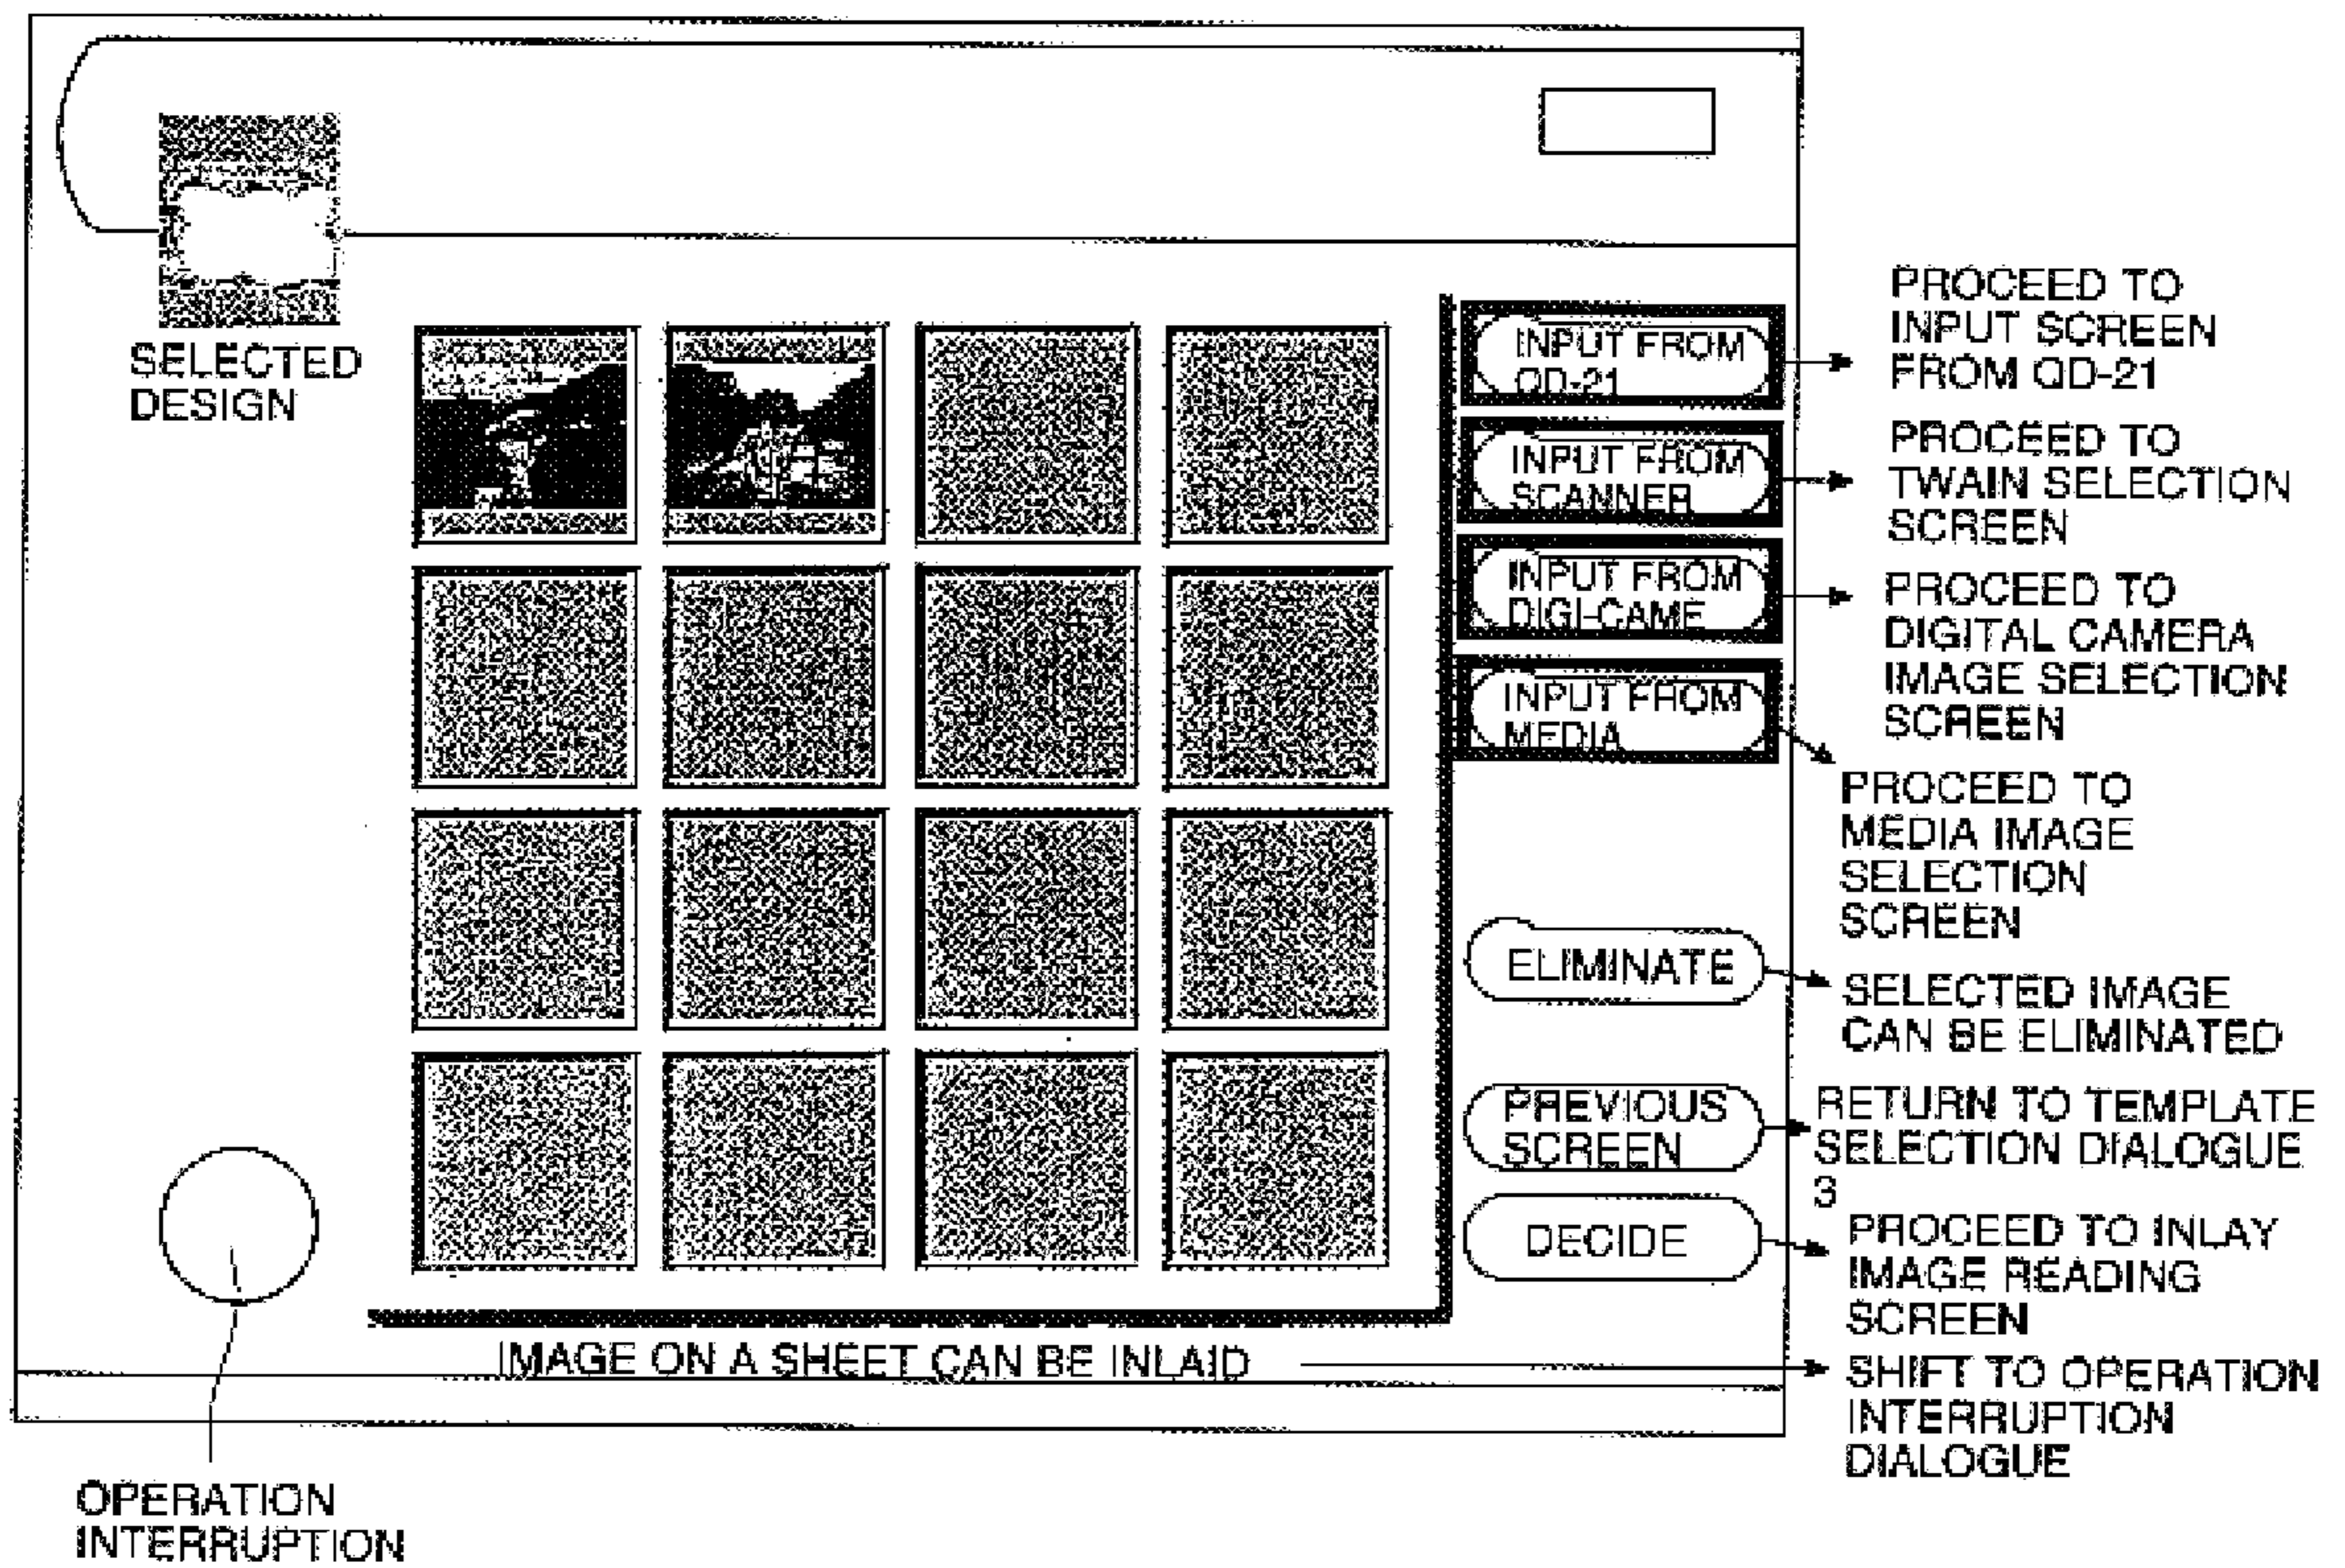 SELECTED
DESIGN
INPUT FROM
QD-21
PROCEED TO
INPUT SCREEN
FROM QD-21
INPUT FROM
SCANNER
PROCEED TO
TWAIN SELECTION
SCREEN
INPUT FROM
DIGI-CAME
PROCEED TO
DIGITAL CAMERA
IMAGE SELECTION
SCREEN
INPUT FROM
MEDIA
PROCEED TO
MEDIA IMAGE
SELECTION
SCREEN
ELIMINATE
SELECTED IMAGE
CAN BE ELIMINATED
PREVIOUS
SCREEN
RETURN TO TEMPLATE
SELECTION DIALOGUE
3
DECIDE
PROCEED TO INLAY
IMAGE READING
SCREEN
IMAGE ON A SHEET CAN BE INLAID
SHIFT TO OPERATION
INTERRUPTION
DIALOGUE
OPERATION
INTERRUPTION